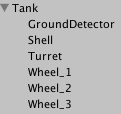 Tank
GroundDetector
Shell
Turret
Wheel_1
Wheel_2
Wheel_3